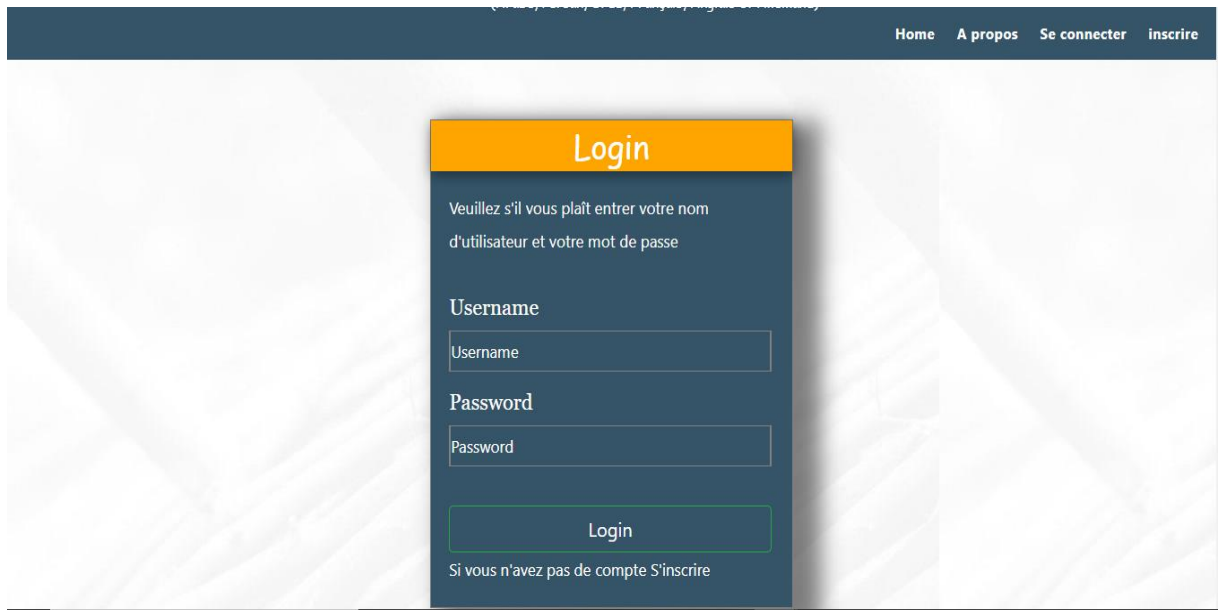 Home A propos Se connecter inscrire
Login
Veuillez s'il vous plaît entrer votre nom
d'utilisateur et votre mot de passe
Username
Username
Password
Password
Login
Si vous n'avez pas de compte S'inscrire